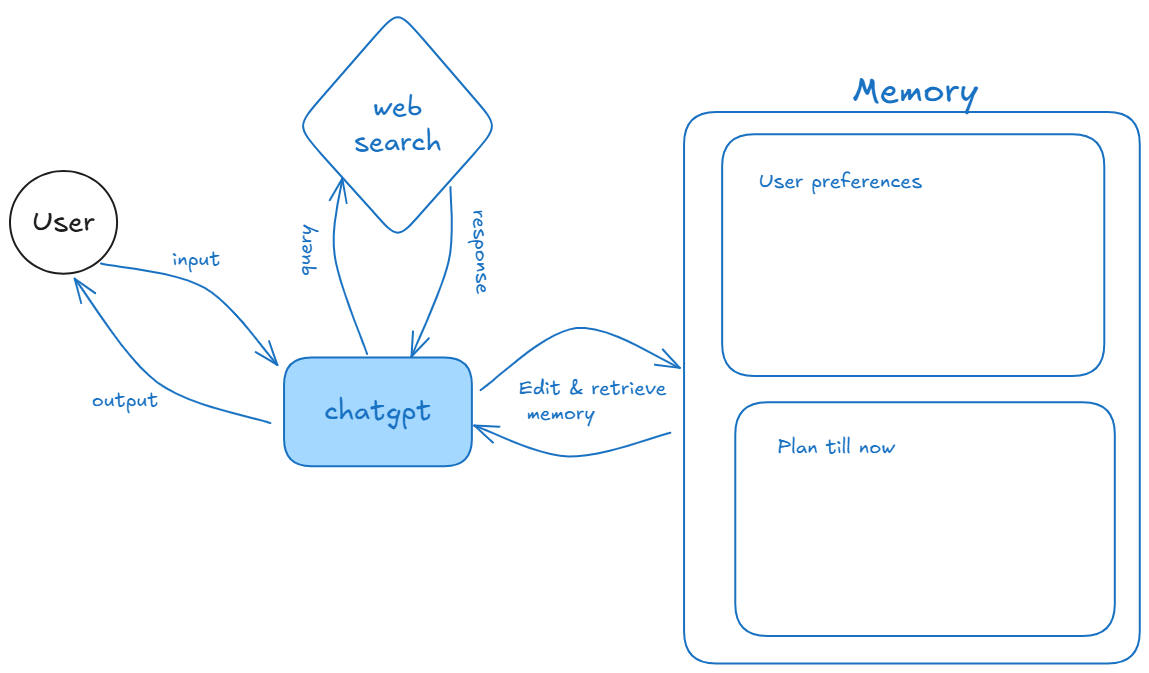 Memory
web
search
User preferences
User
input
query
response
output
chatgpt
Edit & retrieve
memory
Plan till now